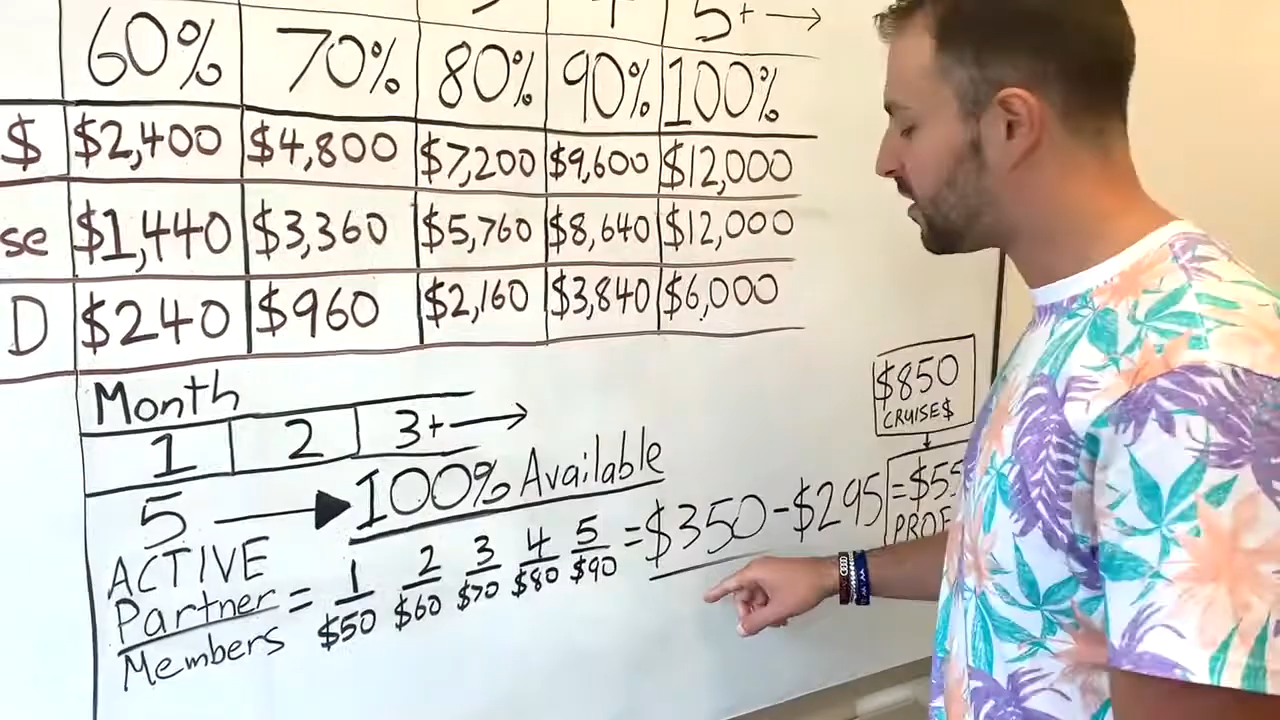 5+
60% 70% 80% 90% 100%
$ $2,400 $4,800 $7,200 $9,600 $12,000
se $1,440 $3,360 $5,760 $8,640 $12,000
D $240 $960 $2,160 $3,840 $6,000
Month
1 2 3+
5 100% Available
ACTIVE
Partner
Members
= 1 2 3 4 5 = $350 - $295 = $55
$50 $60 $70 $80 $90
PROF
$850
CRUISE$